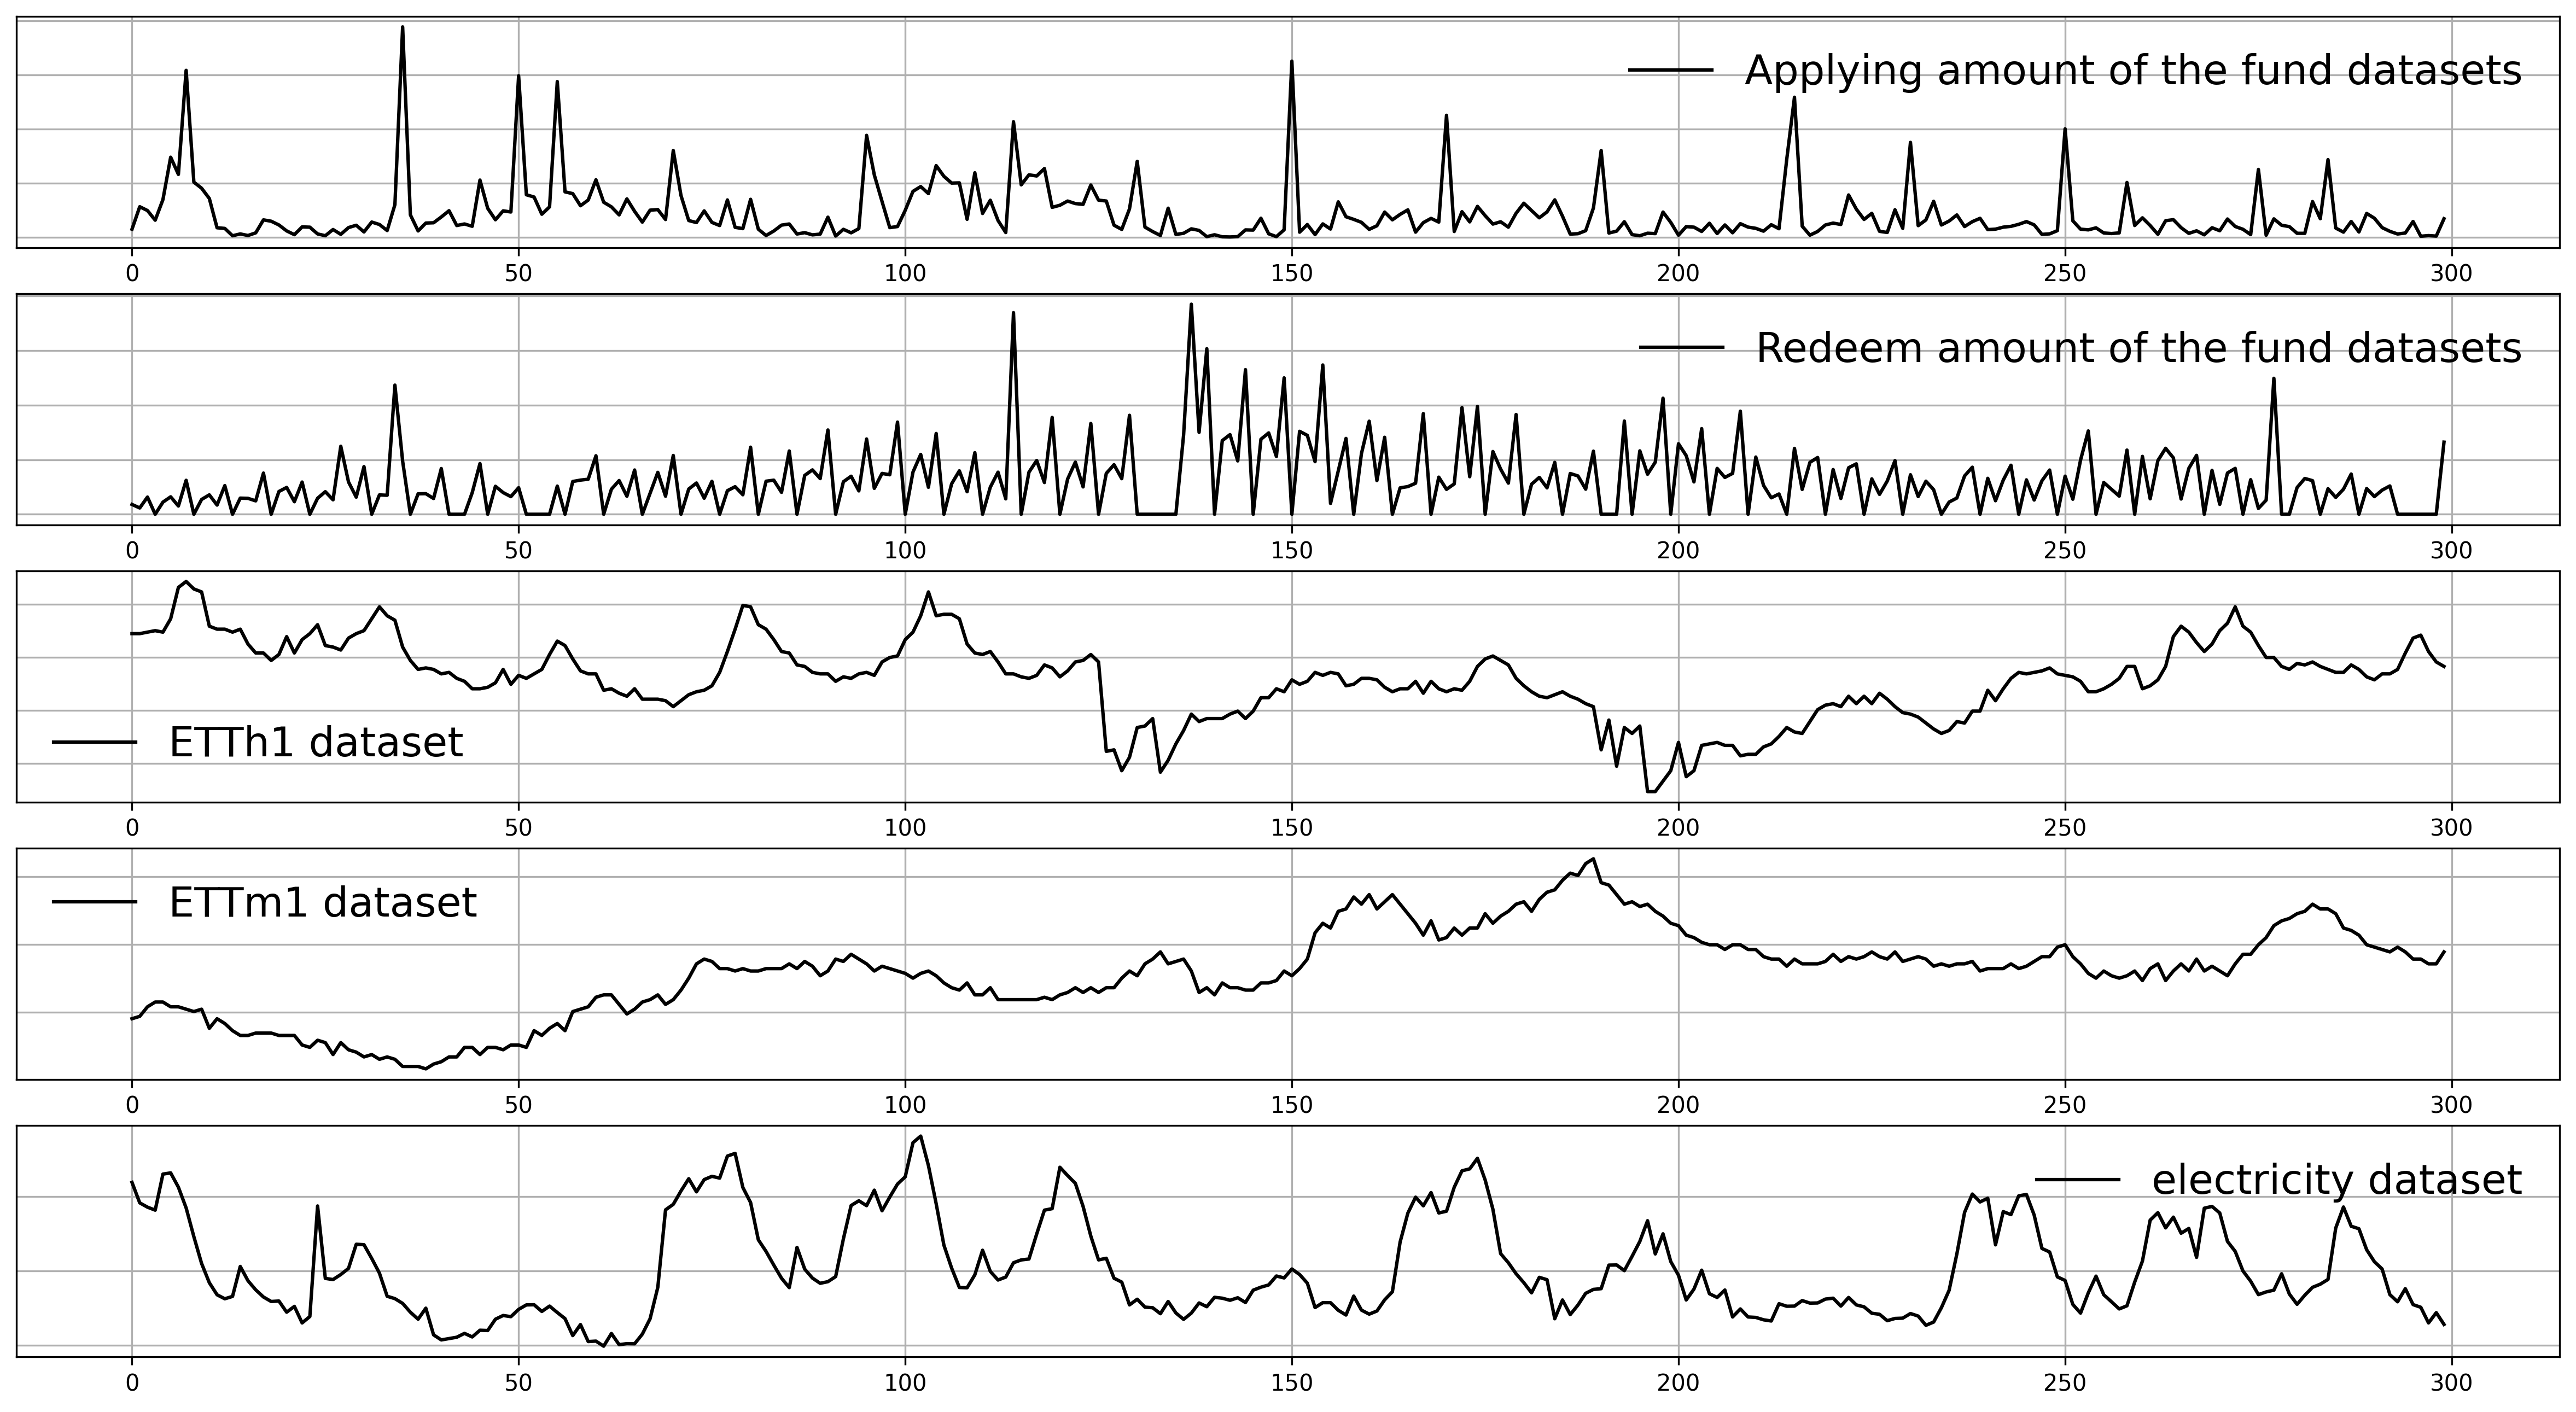 Applying amount of the fund datasets
0 50 100 150 200 250 300
Redeem amount of the fund datasets
0 50 100 150 200 250 300
ETTh1 dataset
0 50 100 150 200 250 300
ETTm1 dataset
0 50 100 150 200 250 300
electricity dataset
0 50 100 150 200 250 300